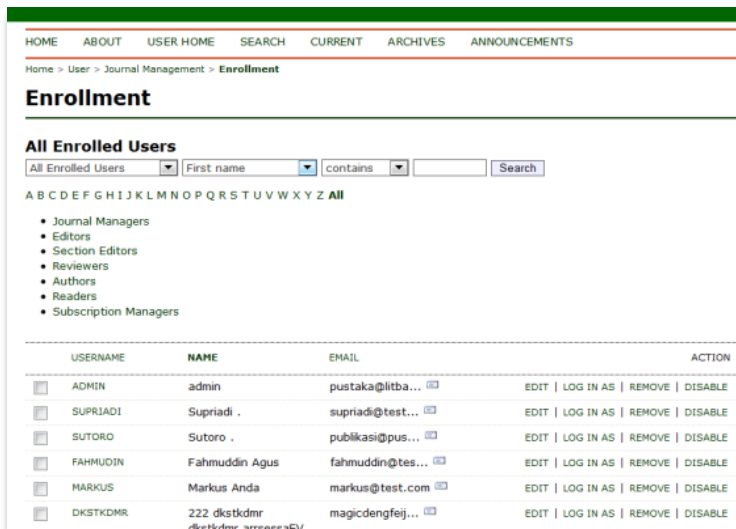 HOME ABOUT USER HOME SEARCH CURRENT ARCHIVES ANNOUNCEMENTS
Home > User > Journal Management > Enrollment
Enrollment
All Enrolled Users
All Enrolled Users First name contains Search
A B C D E F G H I J K L M N O P Q R S T U V W X Y Z All
Journal Managers
Editors
Section Editors
Reviewers
Authors
Readers
Subscription Managers
USERNAME NAME EMAIL ACTION
ADMIN admin pustaka@litba... EDIT | LOG IN AS | REMOVE | DISABLE
SUPRIADI Supriadi . supriadi@test... EDIT | LOG IN AS | REMOVE | DISABLE
SUTORO Sutoro . publikasi@pus... EDIT | LOG IN AS | REMOVE | DISABLE
FAHMUDIN Fahmuddin Agus fahmuddin@tes... EDIT | LOG IN AS | REMOVE | DISABLE
MARKUS Markus Anda markus@test.com EDIT | LOG IN AS | REMOVE | DISABLE
DKSTKDMR 222 dkstkdmr magicdengfeij... EDIT | LOG IN AS | REMOVE | DISABLE
dkstkdmr